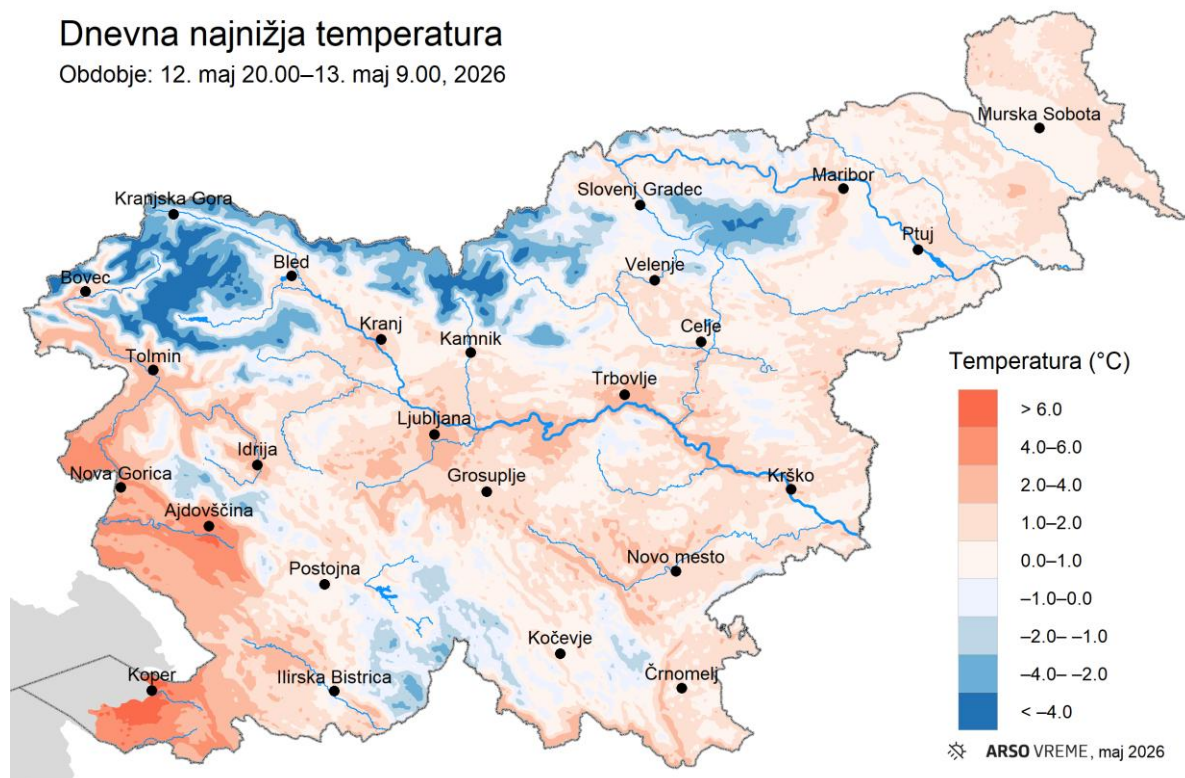 Dnevna najnižja temperatura
Obdobje: 12. maj 20.00–13. maj 9.00, 2026
Murska Sobota
Maribor
Slovenj Gradec
Kranjska Gora
Ptuj
Bled
Velenje
Bovec
Kranj
Kamnik
Celje
Tolmin
Temperatura (°C)
Trbovlje
> 6.0
Ljubljana
4.0–6.0
Idrija
Nova Gorica
Grosuplje
Krško
2.0–4.0
Ajdovščina
1.0–2.0
Novo mesto
0.0–1.0
Postojna
–1.0–0.0
–2.0– –1.0
Kočevje
–4.0– –2.0
Koper
Ilirska Bistrica
Črnomelj
< –4.0
ARSO VREME, maj 2026